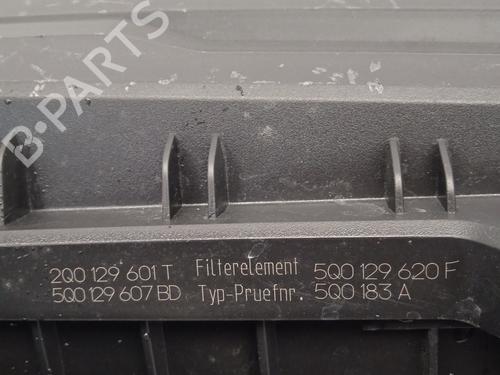 B-PARTS
2Q0 129 601 T Filterelement 5Q0 129 620 F
5Q0 129 607 BD Typ-Pruefnr. 5Q0 183 A